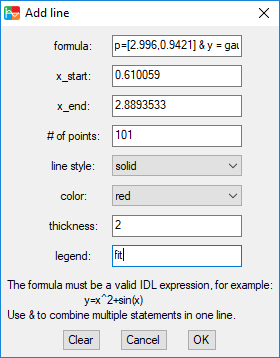 Add line
formula: p=[2.996,0.9421] & y = gau
x_start: 0.610059
x_end: 2.8893533
# of points: 101
line style: solid
color: red
thickness: 2
legend: fit
The formula must be a valid IDL expression, for example:
y=x^2+sin(x)
Use & to combine multiple statements in one line.
Clear Cancel OK